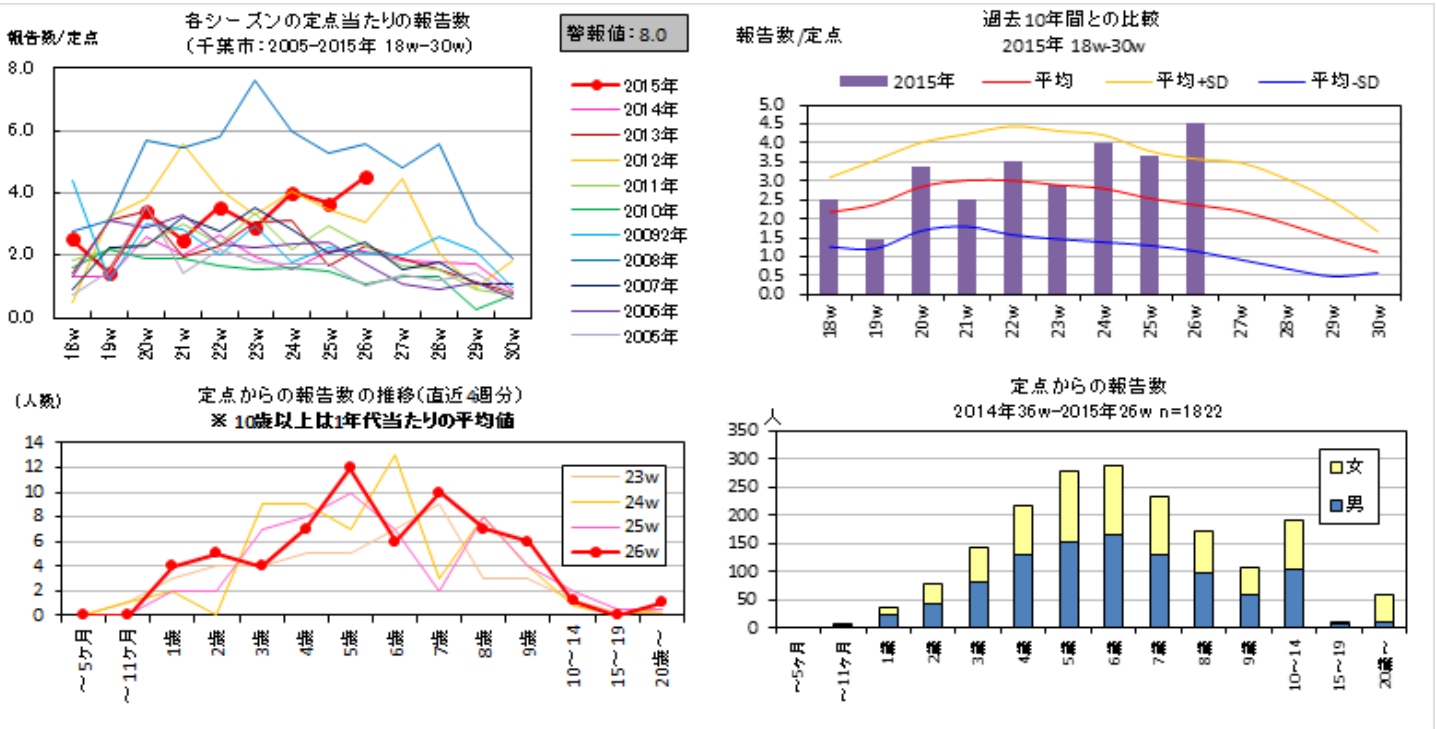 各シーズンの定点当たりの報告数
(千葉市：2005-2015年 18w-30w)
警報値：8.0
報告数/定点
8.0
6.0
4.0
2.0
0.0
18w
19w
20w
21w
22w
23w
24w
25w
26w
27w
28w
29w
30w
2015年
2014年
2013年
2012年
2011年
2010年
20092年
2008年
2007年
2006年
2005年
過去10年間との比較
2015年 18w-30w
報告数/定点
2015年 平均 平均+SD 平均-SD
5.0
4.5
4.0
3.5
3.0
2.5
2.0
1.5
1.0
0.5
0.0
18w
19w
20w
21w
22w
23w
24w
25w
26w
27w
28w
29w
30w
定点からの報告数の推移(直近4週分)
※ 10歳以上は1年代当たりの平均値
(人数)
14
12
10
8
6
4
2
0
～5ケ月
～11ケ月
1歳
2歳
3歳
4歳
5歳
6歳
7歳
8歳
9歳
10～14
15～19
20歳～
23w
24w
25w
26w
定点からの報告数
2014年36w-2015年26w n=1822
人
350
300
250
200
150
100
50
0
～5ケ月
～11ケ月
1歳
2歳
3歳
4歳
5歳
6歳
7歳
8歳
9歳
10～14
15～19
20歳～
女
男